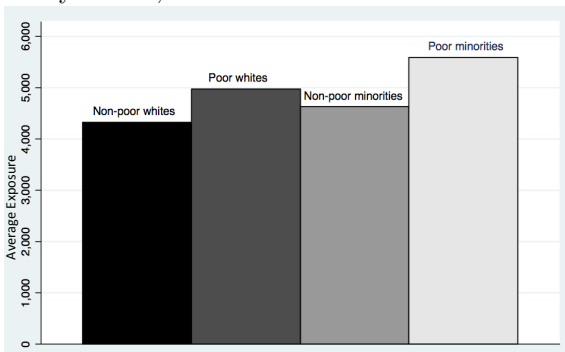 6,000
Poor minorities
Poor whites
5,000
Non-poor whites
Non-poor minorities
4,000
Average Exposure
3,000
2,000
1,000
0